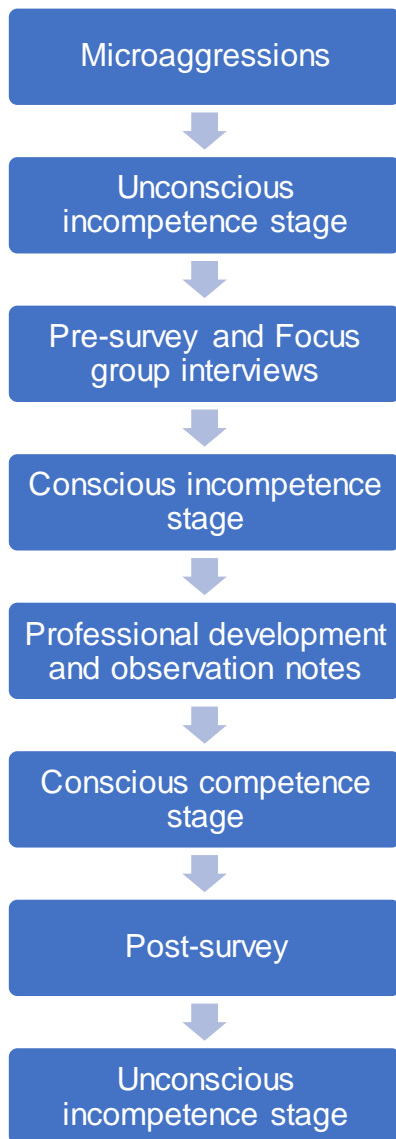 Microaggressions
Unconscious
incompetence stage
Pre-survey and Focus
group interviews
Conscious incompetence
stage
Professional development
and observation notes
Conscious competence
stage
Post-survey
Unconscious
incompetence stage